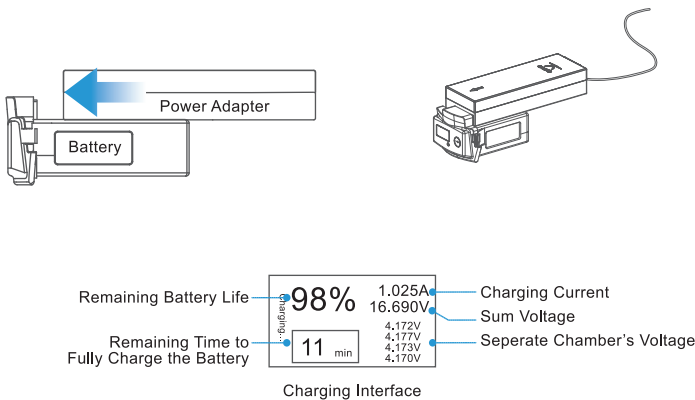 Power Adapter
Battery
Remaining Battery Life
Charging...
98%
1.025A
16.690V
4.172V
4.177V
4.173V
4.170V
11 min
Charging Current
Sum Voltage
Seperate Chamber's Voltage
Remaining Time to
Fully Charge the Battery
Charging Interface